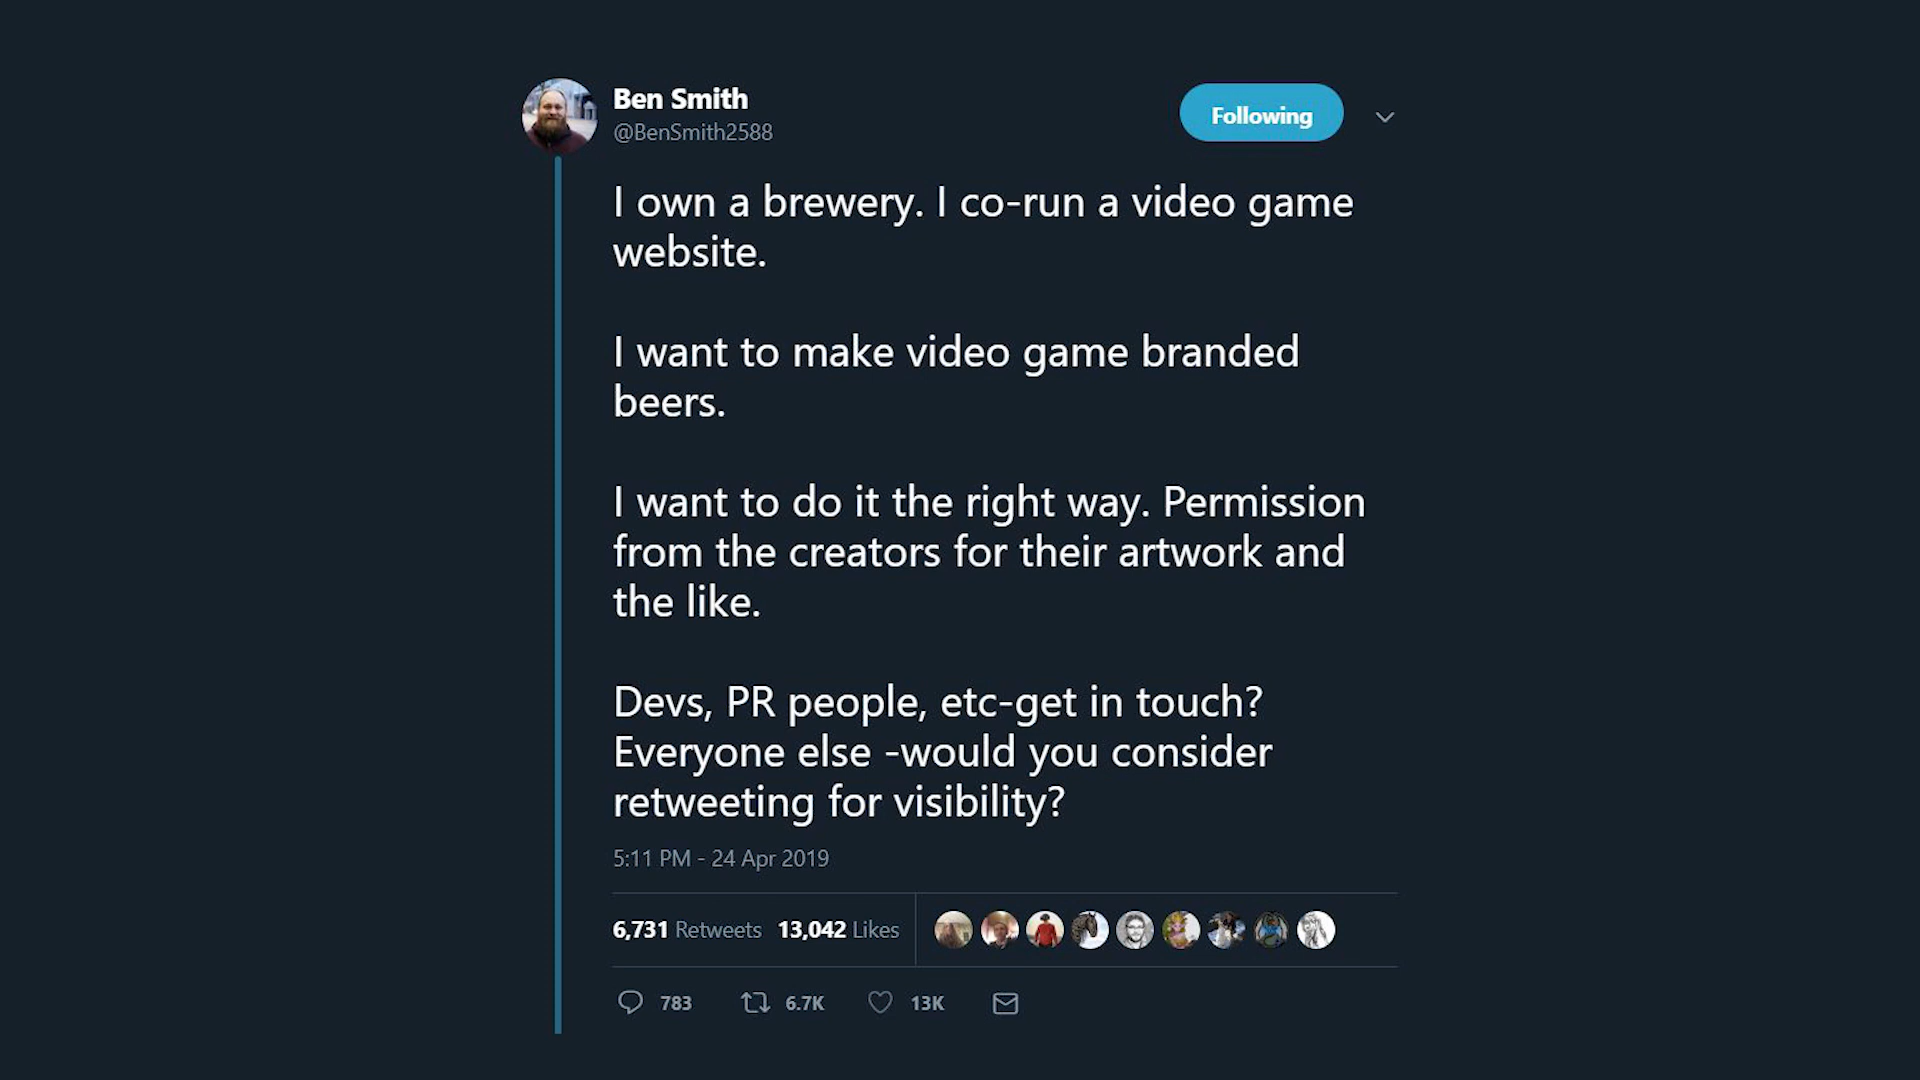 Ben Smith
@BenSmith2588
Following
I own a brewery. I co-run a video game
website.
I want to make video game branded
beers.
I want to do it the right way. Permission
from the creators for their artwork and
the like.
Devs, PR people, etc-get in touch?
Everyone else -would you consider
retweeting for visibility?
5:11 PM - 24 Apr 2019
6,731 Retweets 13,042 Likes
783 6.7K 13K